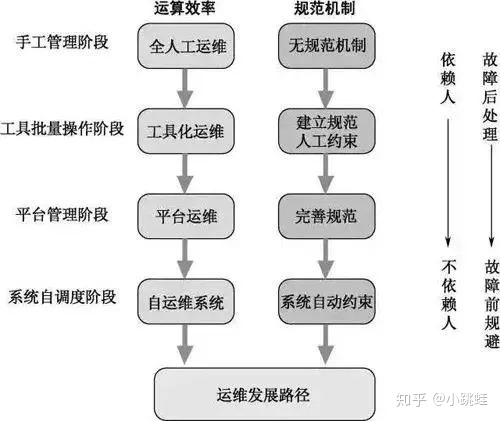 运算效率
规范机制
手工管理阶段
全人工运维
无规范机制
工具批量操作阶段
工具化运维
建立规范
人工约束
平台管理阶段
平台运维
完善规范
系统自调度阶段
自运维系统
系统自动约束
依赖人
不依赖人
故障后处理
故障前规避
运维发展路径
知乎 @小跳蛙